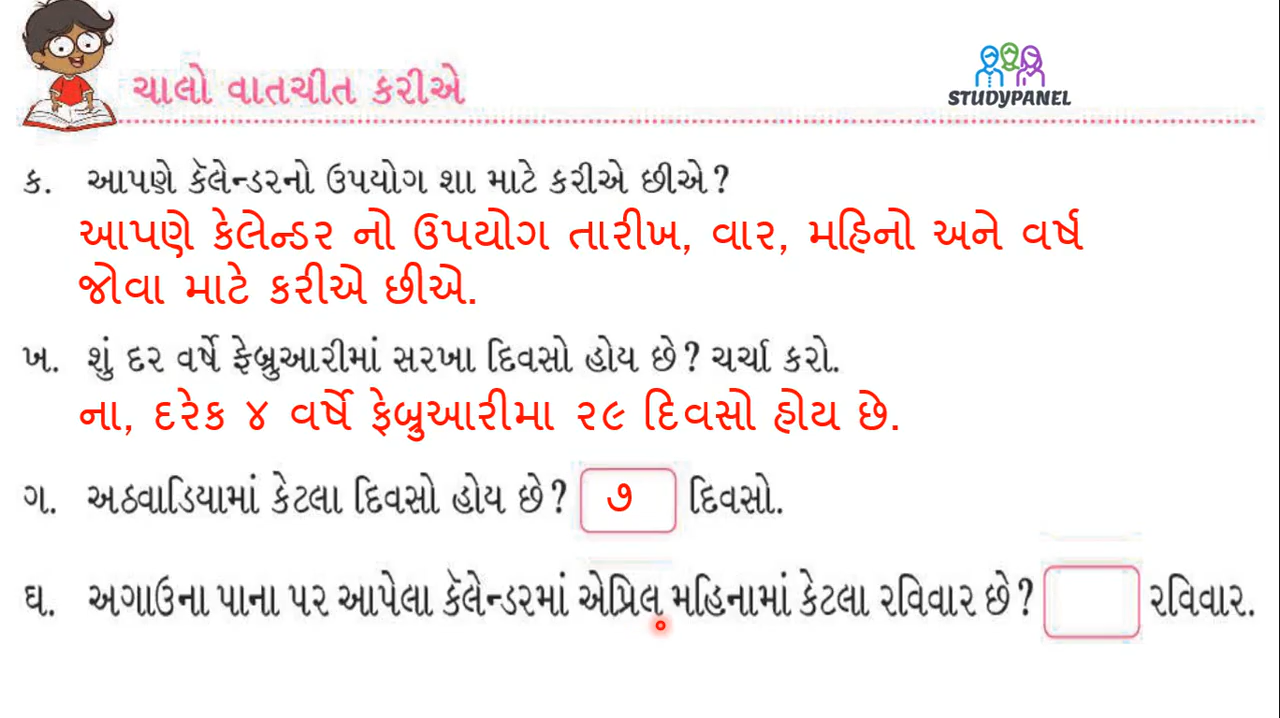 ચાલો વાતચીત કરીએ
STUDYPANEL
ક. આપણે કૅલેન્ડરનો ઉપયોગ શા માટે કરીએ છીએ?
આપણે કેલેન્ડર નો ઉપયોગ તારીખ, વાર, મહિનો અને વર્ષ
જોવા માટે કરીએ છીએ.
ખ. શું દર વર્ષે ફેબ્રુઆરીમાં સરખા દિવસો હોય છે? ચર્ચા કરો.
ના, દરેક ૪ વર્ષે ફેબ્રુઆરીમા ૨૯ દિવસો હોય છે.
ગ. અઠવાડિયામાં કેટલા દિવસો હોય છે? ૭ દિવસો.
ઘ. અગાઉના પાના પર આપેલા કૅલેન્ડરમાં એપ્રિલ મહિનામાં કેટલા રવિવાર છે? રવિવાર.